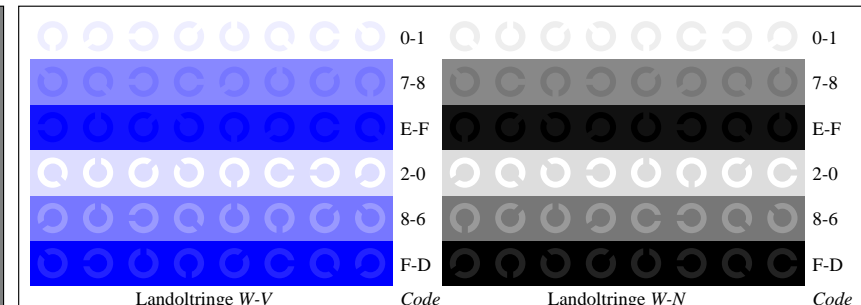 0-1 0-1
7-8 7-8
E-F E-F
2-0 2-0
8-6 8-6
F-D F-D
Landoltringe W-V Code Landoltringe W-N Code